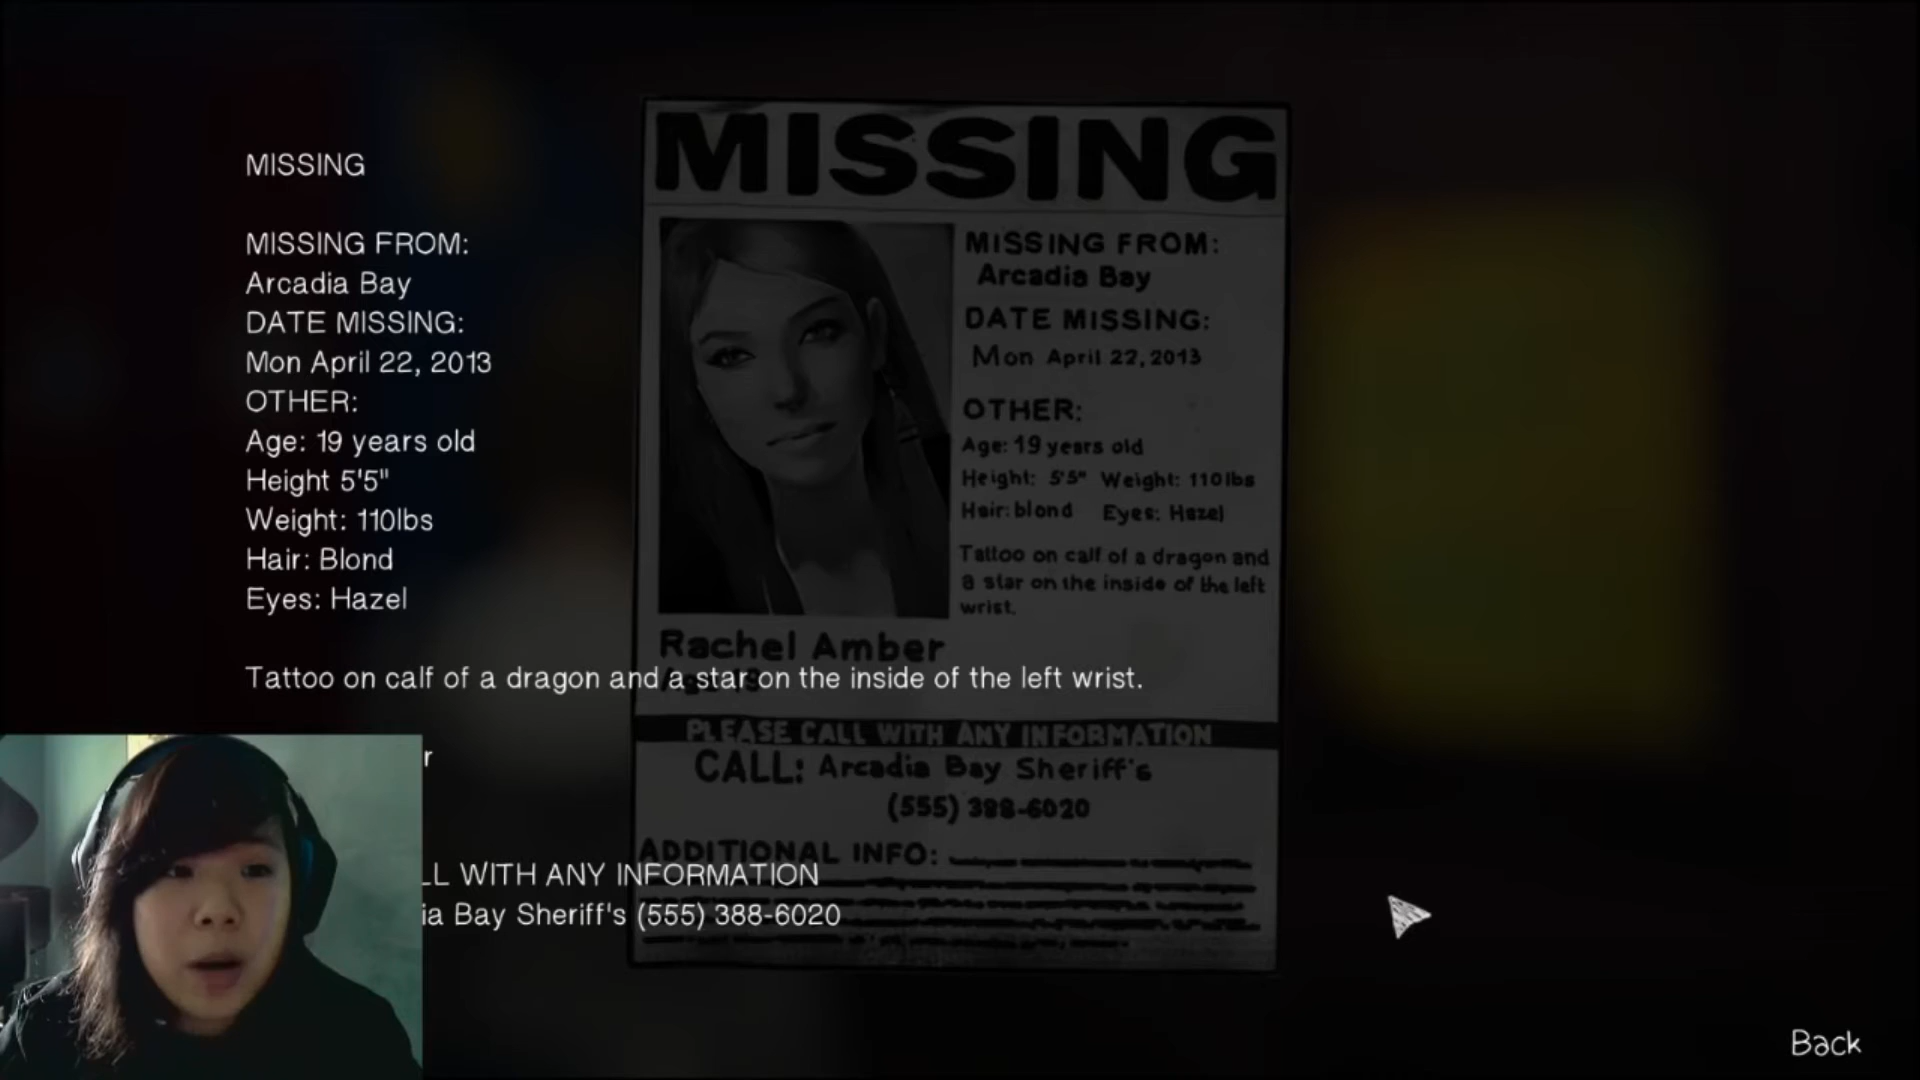 MISSING
MISSING FROM:
Arcadia Bay
DATE MISSING:
Mon April 22, 2013
OTHER:
Age: 19 years old
Height 5'5"
Weight: 110lbs
Hair: Blond
Eyes: Hazel
Tattoo on calf of a dragon and a star on the inside of the left wrist.
r
LL WITH ANY INFORMATION
ia Bay Sheriff's (555) 388-6020
MISSING
MISSING FROM:
Arcadia Bay
DATE MISSING:
Mon April 22, 2013
OTHER:
Age: 19 years old
Height: 5'5" Weight: 110lbs
Hair: blond Eyes: Hazel
Tattoo on calf of a dragon and
a star on the inside of the left
wrist.
Rachel Amber
Age 19
PLEASE CALL WITH ANY INFORMATION
CALL: Arcadia Bay Sheriff's
(555) 388-6020
ADDITIONAL INFO:
Back